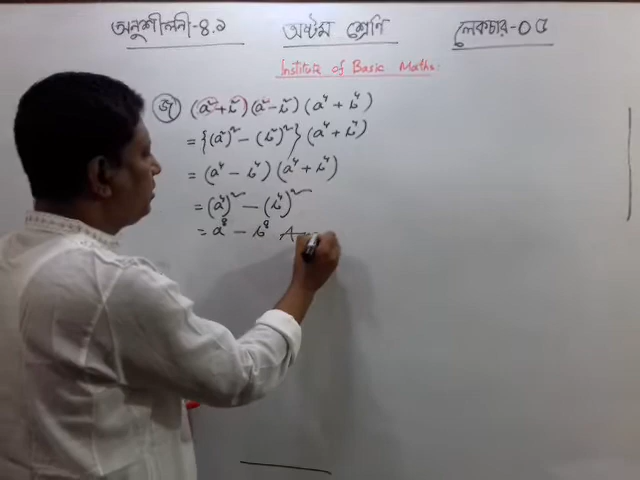 অনুশীলনী-৪.১ অষ্টম শ্রেণি লেকচার-০৫
Institute of Basic Maths.
(জ) (a²+b²)(a²-b²)(a⁴+b⁴)
= {(a²)² - (b²)²} (a⁴+b⁴)
= (a⁴ - b⁴)(a⁴+b⁴)
= (a⁴)² - (b⁴)²
= a⁸ - b⁸